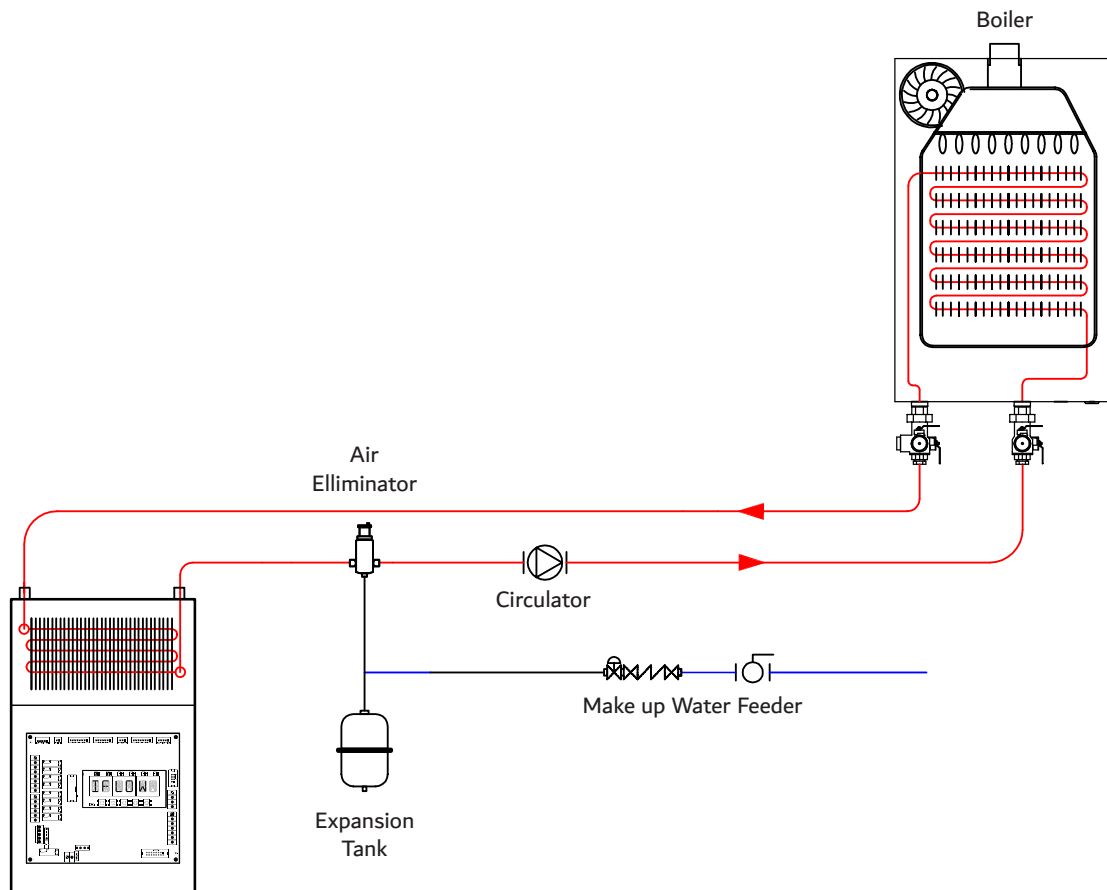 Boiler
Air
Elliminator
Circulator
Make up Water Feeder
Expansion
Tank